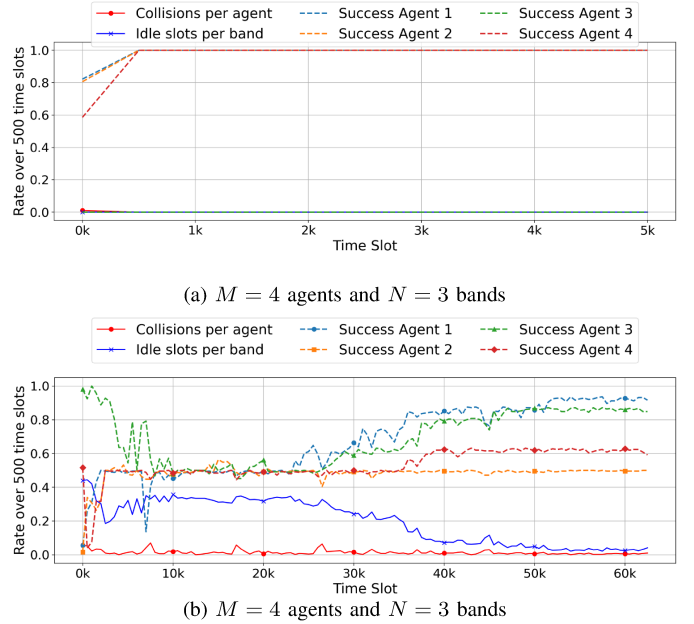 Collisions per agent
Idle slots per band
Success Agent 1
Success Agent 2
Success Agent 3
Success Agent 4
Rate over 500 time slots
1.0
0.8
0.6
0.4
0.2
0.0
0k 1k 2k 3k 4k 5k
Time Slot
(a) M = 4 agents and N = 3 bands
Collisions per agent
Idle slots per band
Success Agent 1
Success Agent 2
Success Agent 3
Success Agent 4
Rate over 500 time slots
1.0
0.8
0.6
0.4
0.2
0.0
0k 10k 20k 30k 40k 50k 60k
Time Slot
(b) M = 4 agents and N = 3 bands